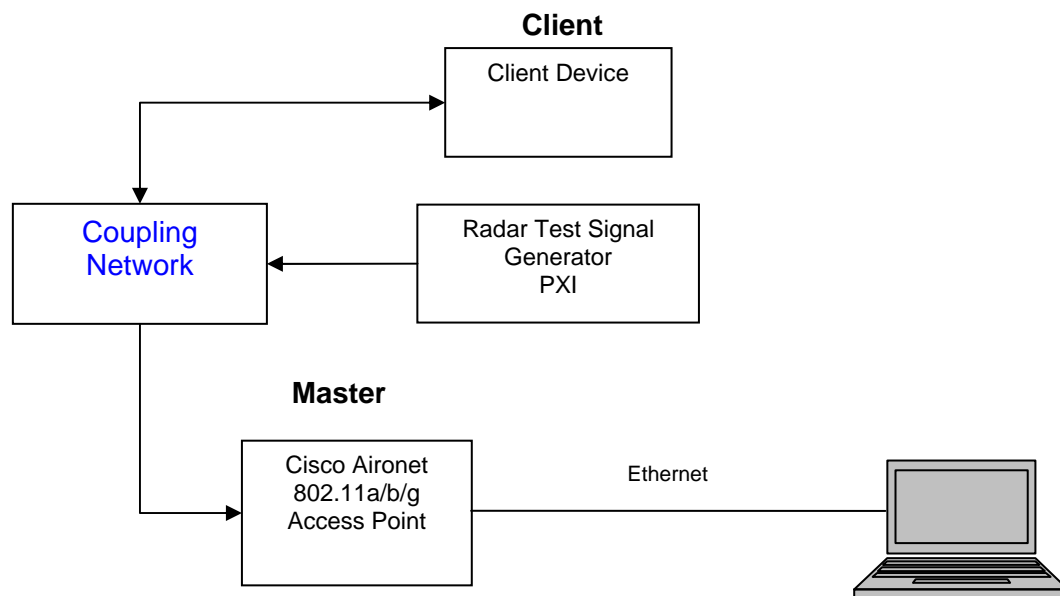 Client
Client Device
Coupling
Network
Radar Test Signal
Generator
PXI
Master
Cisco Aironet
802.11a/b/g
Access Point
Ethernet